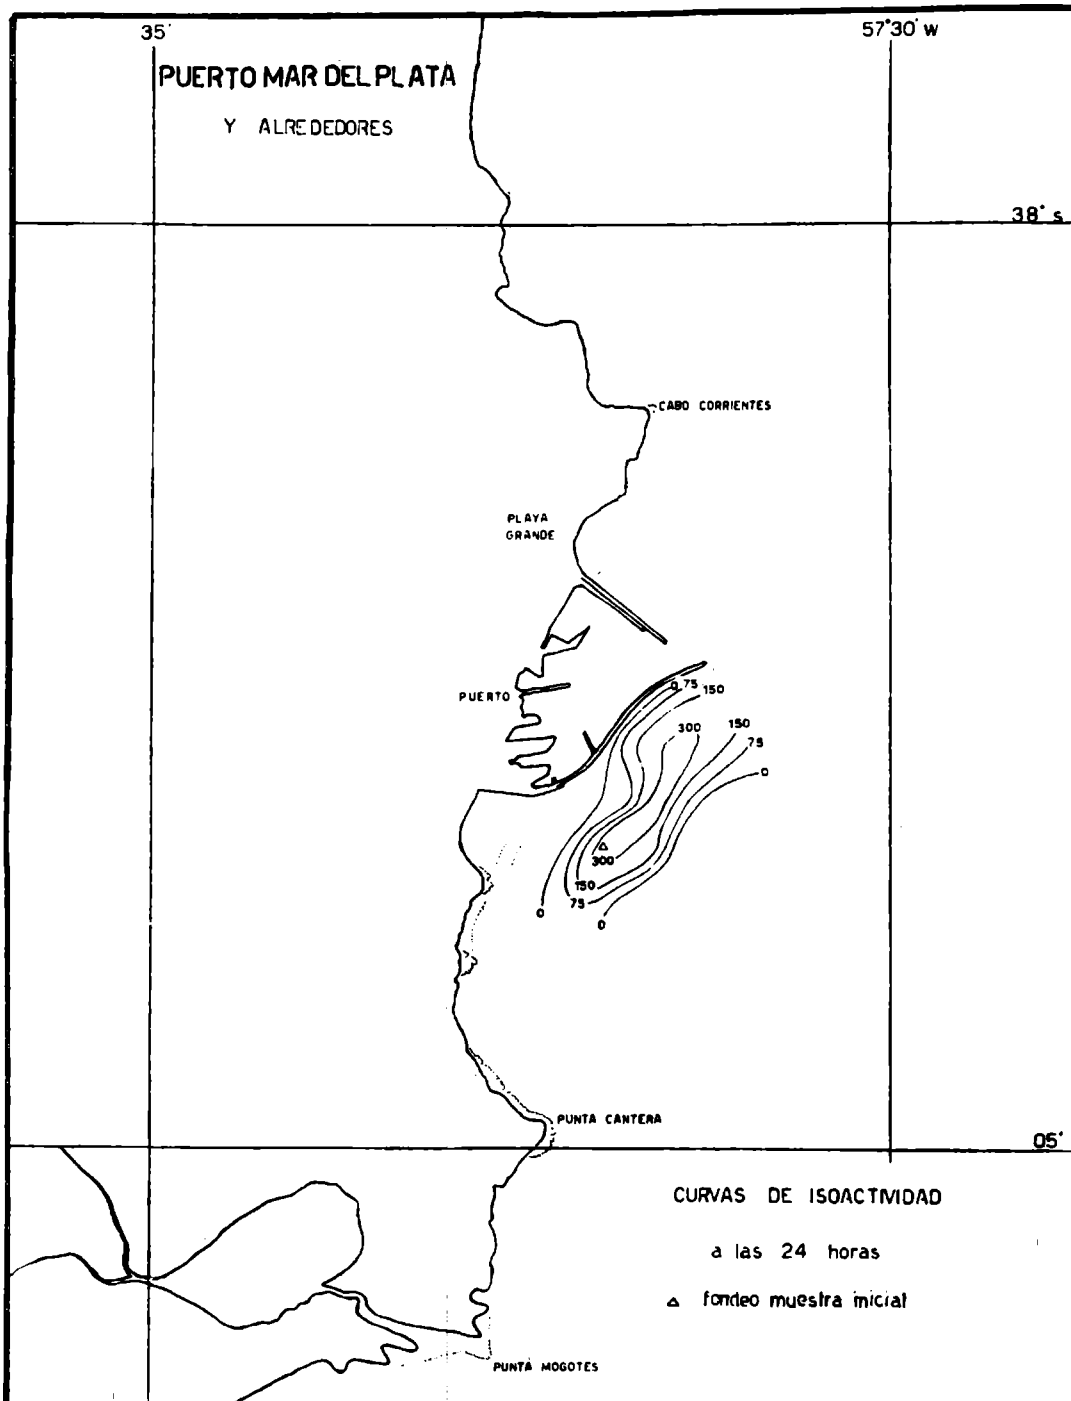 35'
57°30' W
PUERTO MAR DEL PLATA
Y ALREDEDORES
38° s
CABO CORRIENTES
PLAYA
GRANDE
PUERTO
0
75
150
300
150
75
0
300
150
75
0
0
PUNTA CANTERA
05'
CURVAS DE ISOACTIVIDAD
a las 24 horas
△ fondeo muestra inicial
PUNTA MOGOTES